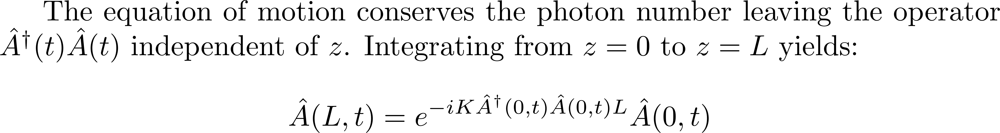 The equation of motion conserves the photon number leaving the operator
$\hat{A}^{\dagger}(t)\hat{A}(t)$ independent of $z$. Integrating from $z = 0$ to $z = L$ yields:
$\hat{A}(L, t) = e^{-iK\hat{A}^{\dagger}(0,t)\hat{A}(0,t)L}\hat{A}(0, t)$